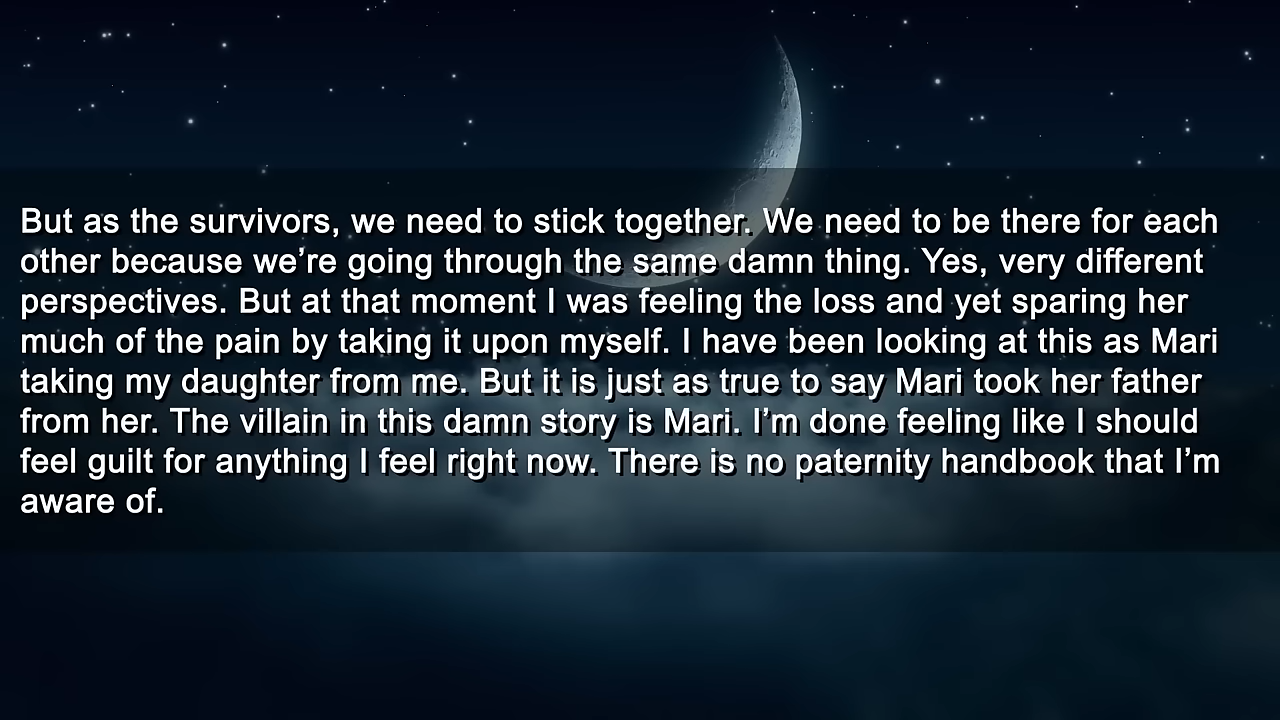 But as the survivors, we need to stick together. We need to be there for each
other because we’re going through the same damn thing. Yes, very different
perspectives. But at that moment I was feeling the loss and yet sparing her
much of the pain by taking it upon myself. I have been looking at this as Mari
taking my daughter from me. But it is just as true to say Mari took her father
from her. The villain in this damn story is Mari. I’m done feeling like I should
feel guilt for anything I feel right now. There is no paternity handbook that I’m
aware of.